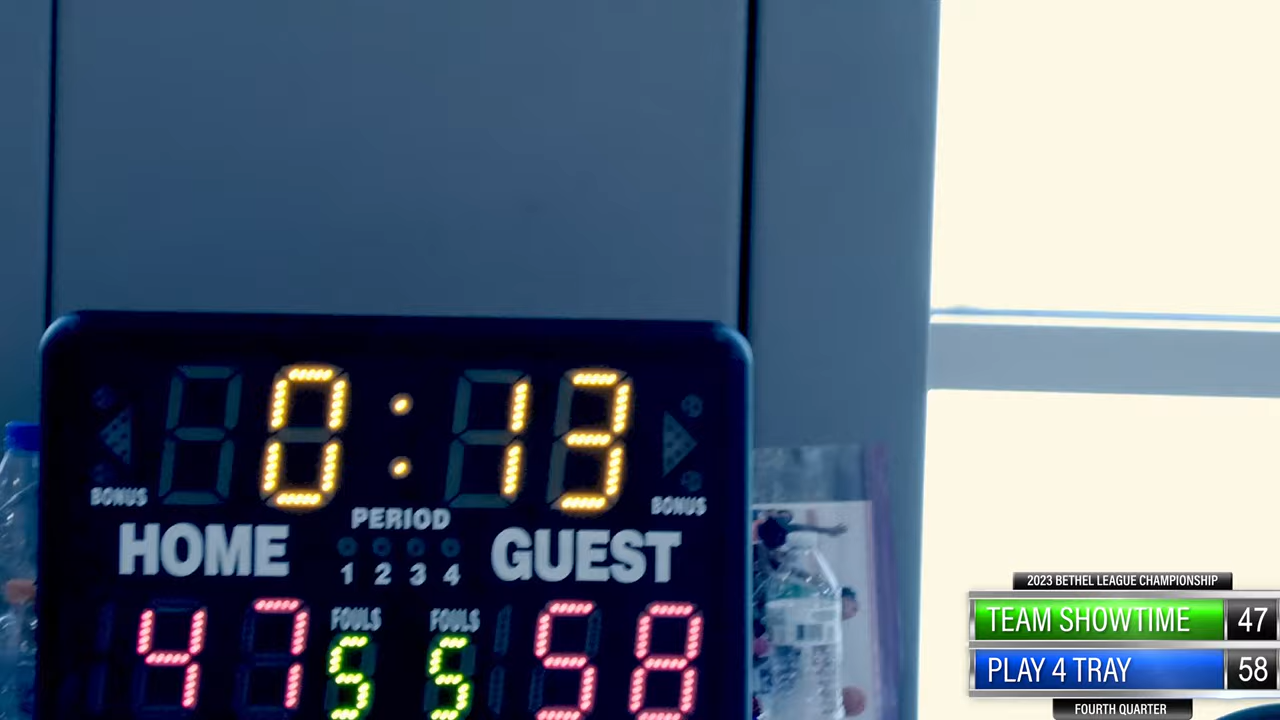 0:13
BONUS
BONUS
PERIOD
HOME
GUEST
1 2 3 4
FOULS
FOULS
47
5
5
58
2023 BETHEL LEAGUE CHAMPIONSHIP
TEAM SHOWTIME 47
PLAY 4 TRAY 58
FOURTH QUARTER